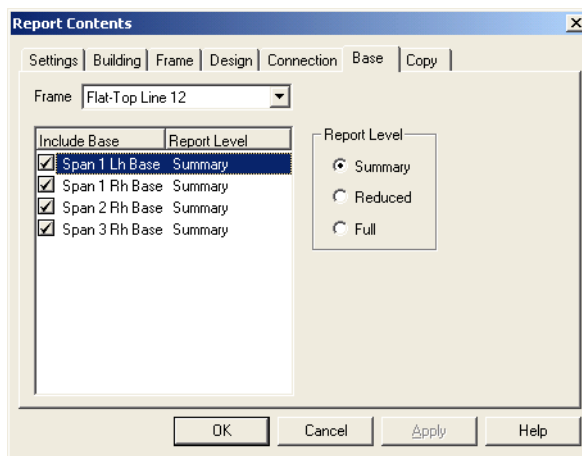 Report Contents
Settings Building Frame Design Connection Base Copy
Frame Flat-Top Line 12
Include Base Report Level
Span 1 Lh Base Summary
Span 1 Rh Base Summary
Span 2 Rh Base Summary
Span 3 Rh Base Summary
Report Level
Summary
Reduced
Full
OK Cancel Apply Help